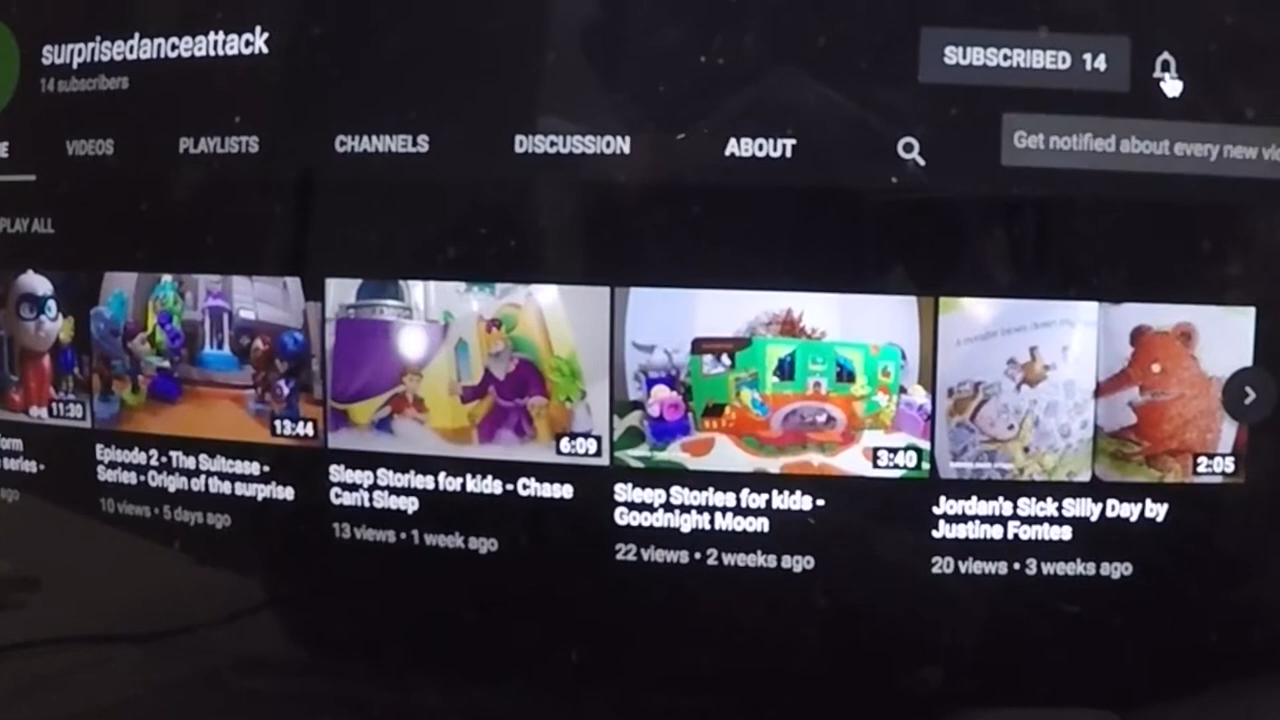 surprisedanceattack
14 subscribers
SUBSCRIBED 14
VIDEOS
PLAYLISTS
CHANNELS
DISCUSSION
ABOUT
Get notified about every new
PLAY ALL
11:30
13:44
6:09
3:40
2:05
series -
ago
Episode 2 - The Suitcase -
Series - Origin of the surprise
10 views • 5 days ago
Sleep Stories for kids - Chase
Can't Sleep
13 views • 1 week ago
Sleep Stories for kids -
Goodnight Moon
22 views • 2 weeks ago
Jordan's Sick Silly Day by
Justine Fontes
20 views • 3 weeks ago